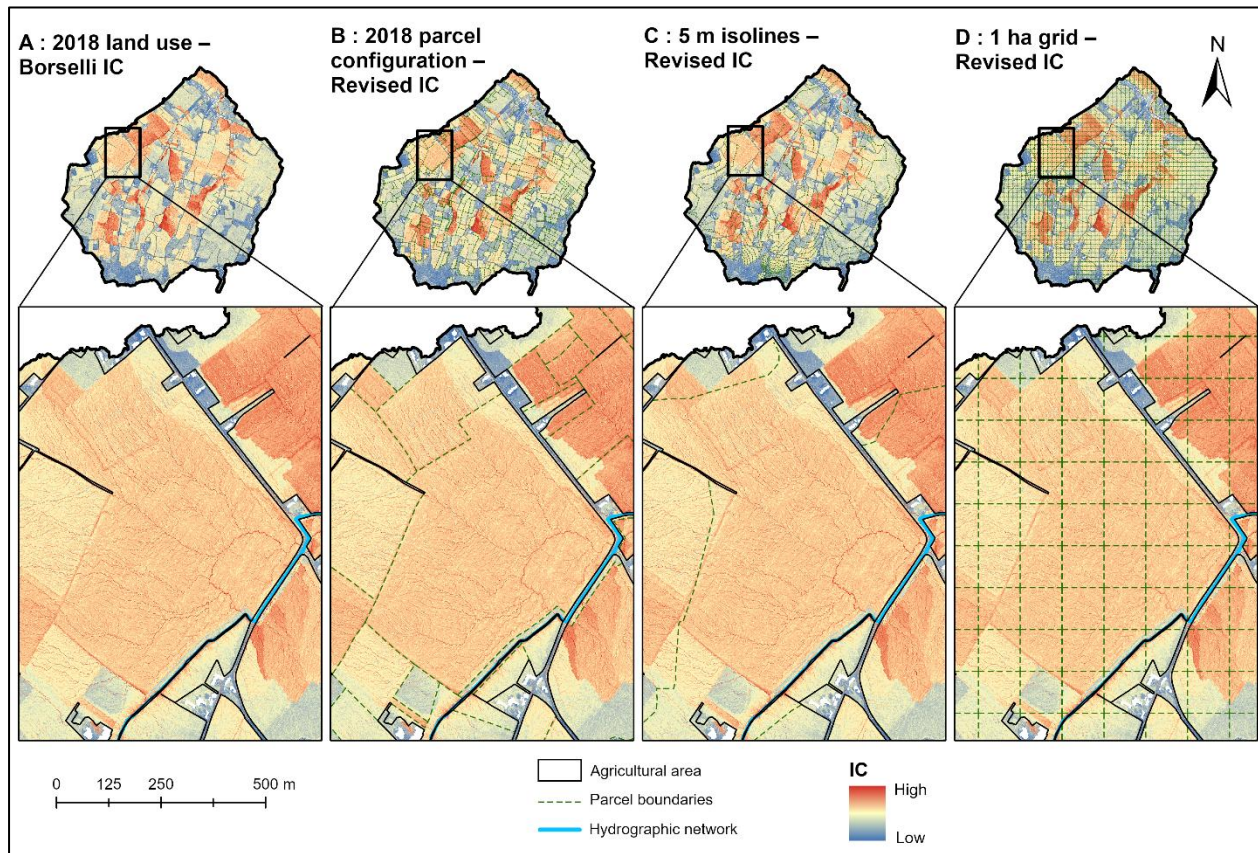 A : 2018 land use –
Borselli IC
B : 2018 parcel
configuration –
Revised IC
C : 5 m isolines –
Revised IC
D : 1 ha grid –
Revised IC
N
0 125 250 500 m
Agricultural area
Parcel boundaries
Hydrographic network
IC
High
Low